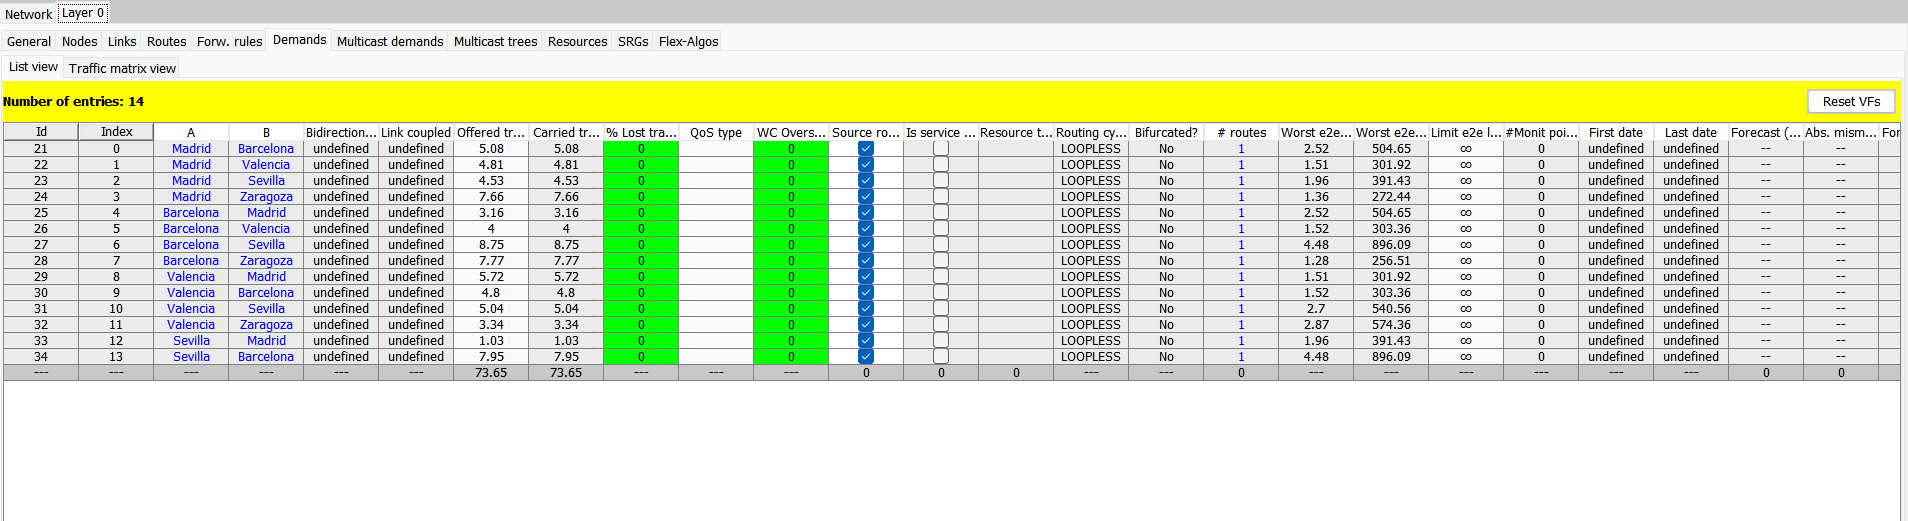 Network Layer 0
General Nodes Links Routes Forw. rules Demands Multicast demands Multicast trees Resources SRGs Flex-Algos
List view Traffic matrix view
Number of entries: 14 Reset VFs
Id Index A B Bidirection... Link coupled Offered tr... Carried tr... % Lost tra... QoS type WC Overs... Source ro... Is service ... Resource t... Routing cy... Bifurcated? # routes Worst e2e... Worst e2e... Limit e2e l... #Monit poi... First date Last date Forecast (... Abs. mism... For
21 0 Madrid Barcelona undefined undefined 5.08 5.08 0 0 LOOPLESS No 1 2.52 504.65 ∞ 0 undefined undefined -- --
22 1 Madrid Valencia undefined undefined 4.81 4.81 0 0 LOOPLESS No 1 1.51 301.92 ∞ 0 undefined undefined -- --
23 2 Madrid Sevilla undefined undefined 4.53 4.53 0 0 LOOPLESS No 1 1.96 391.43 ∞ 0 undefined undefined -- --
24 3 Madrid Zaragoza undefined undefined 7.66 7.66 0 0 LOOPLESS No 1 1.36 272.44 ∞ 0 undefined undefined -- --
25 4 Barcelona Madrid undefined undefined 3.16 3.16 0 0 LOOPLESS No 1 2.52 504.65 ∞ 0 undefined undefined -- --
26 5 Barcelona Valencia undefined undefined 4 4 0 0 LOOPLESS No 1 1.52 303.36 ∞ 0 undefined undefined -- --
27 6 Barcelona Sevilla undefined undefined 8.75 8.75 0 0 LOOPLESS No 1 4.48 896.09 ∞ 0 undefined undefined -- --
28 7 Barcelona Zaragoza undefined undefined 7.77 7.77 0 0 LOOPLESS No 1 1.28 256.51 ∞ 0 undefined undefined -- --
29 8 Valencia Madrid undefined undefined 5.72 5.72 0 0 LOOPLESS No 1 1.51 301.92 ∞ 0 undefined undefined -- --
30 9 Valencia Barcelona undefined undefined 4.8 4.8 0 0 LOOPLESS No 1 1.52 303.36 ∞ 0 undefined undefined -- --
31 10 Valencia Sevilla undefined undefined 5.04 5.04 0 0 LOOPLESS No 1 2.7 540.56 ∞ 0 undefined undefined -- --
32 11 Valencia Zaragoza undefined undefined 3.34 3.34 0 0 LOOPLESS No 1 2.87 574.36 ∞ 0 undefined undefined -- --
33 12 Sevilla Madrid undefined undefined 1.03 1.03 0 0 LOOPLESS No 1 1.96 391.43 ∞ 0 undefined undefined -- --
34 13 Sevilla Barcelona undefined undefined 7.95 7.95 0 0 LOOPLESS No 1 4.48 896.09 ∞ 0 undefined undefined -- --
--- --- --- --- --- --- 73.65 73.65 --- --- --- 0 0 0 --- --- 0 --- --- --- --- --- --- 0 0